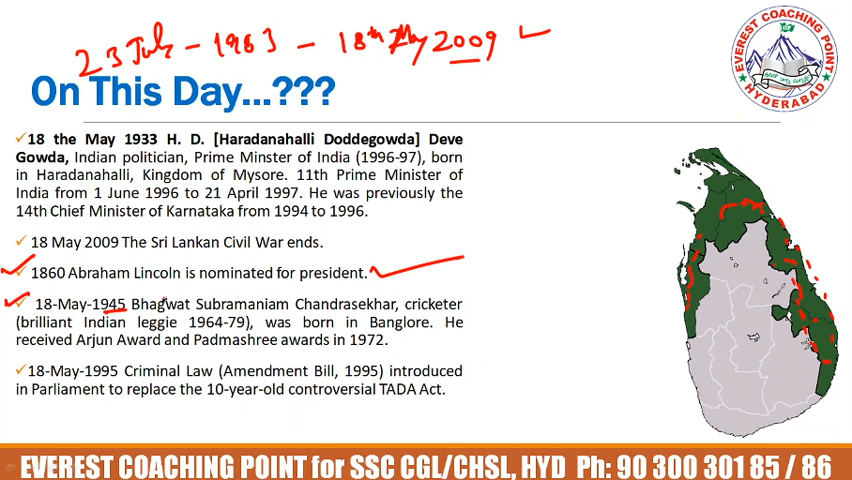 23 July - 1983 - 18th May 2009
On This Day...???
18 the May 1933 H. D. [Haradanahalli Doddegowda] Deve
Gowda, Indian politician, Prime Minster of India (1996-97), born
in Haradanahalli, Kingdom of Mysore. 11th Prime Minister of
India from 1 June 1996 to 21 April 1997. He was previously the
14th Chief Minister of Karnataka from 1994 to 1996.
18 May 2009 The Sri Lankan Civil War ends.
1860 Abraham Lincoln is nominated for president.
18-May-1945 Bhagwat Subramaniam Chandrasekhar, cricketer
(brilliant Indian leggie 1964-79), was born in Banglore. He
received Arjun Award and Padmashree awards in 1972.
18-May-1995 Criminal Law (Amendment Bill, 1995) introduced
in Parliament to replace the 10-year-old controversial TADA Act.
EVEREST COACHING POINT
HYDERABAD
EVEREST COACHING POINT for SSC CGL/CHSL, HYD Ph: 90 300 301 85 / 86